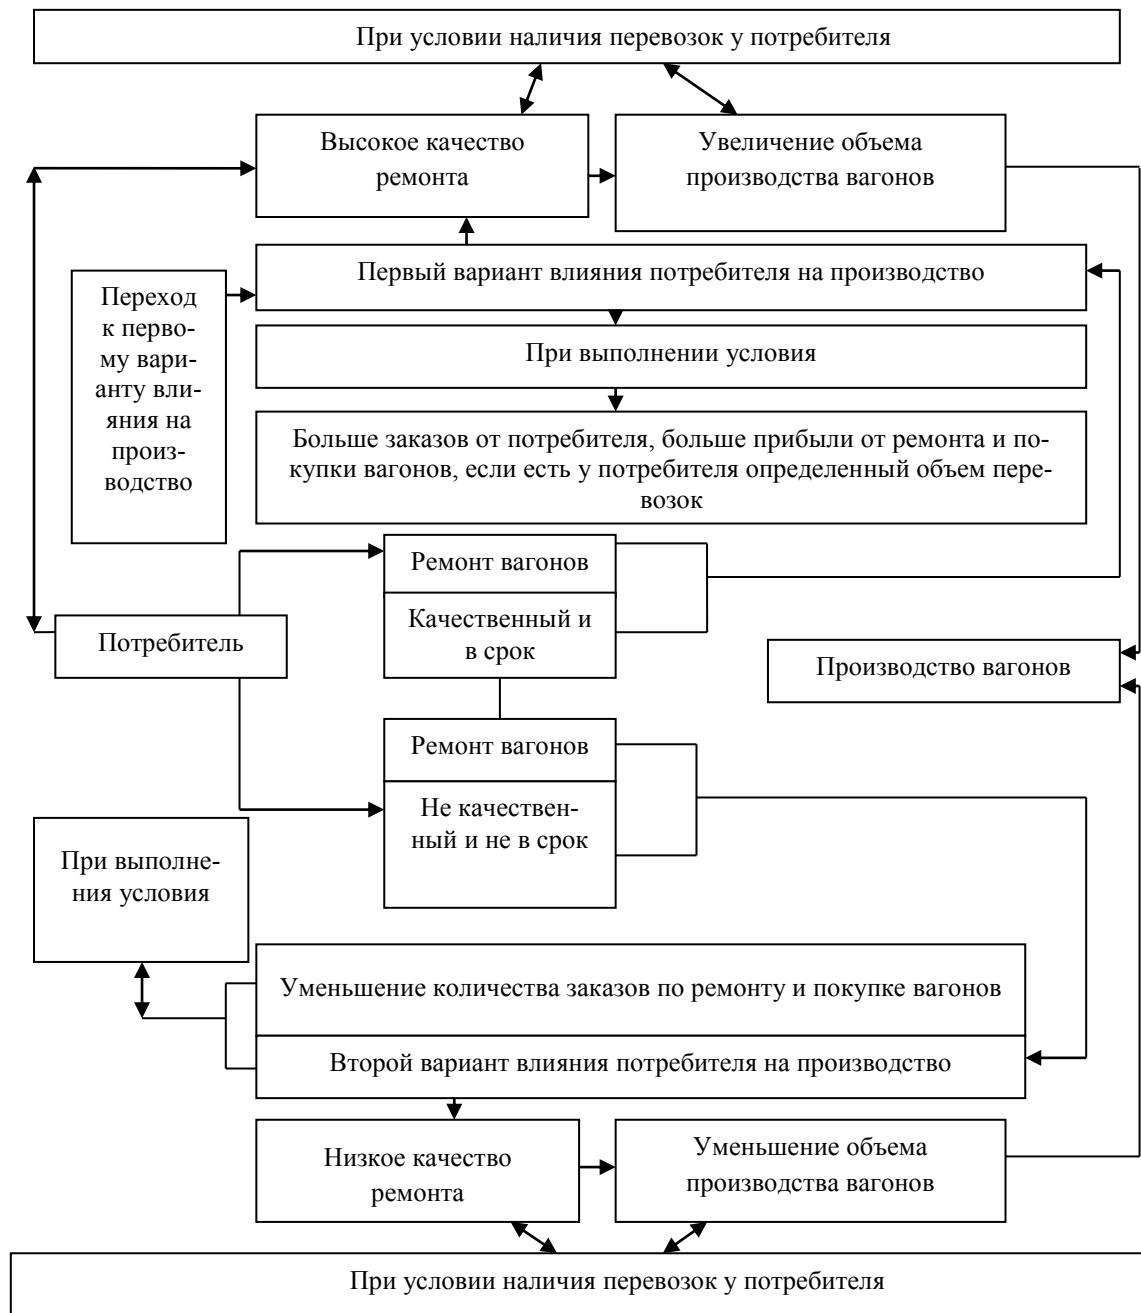 При условии наличия перевозок у потребителя
Высокое качество
ремонта
Увеличение объема
производства вагонов
Первый вариант влияния потребителя на производство
Переход
к перво-
му вари-
анту вли-
яния на
произ-
водство
При выполнении условия
Больше заказов от потребителя, больше прибыли от ремонта и по-
купки вагонов, если есть у потребителя определенный объем пере-
возок
Ремонт вагонов
Качественный и
в срок
Потребитель
Производство вагонов
Ремонт вагонов
Не качествен-
ный и не в срок
При выполне-
ния условия
Уменьшение количества заказов по ремонту и покупке вагонов
Второй вариант влияния потребителя на производство
Низкое качество
ремонта
Уменьшение объема
производства вагонов
При условии наличия перевозок у потребителя